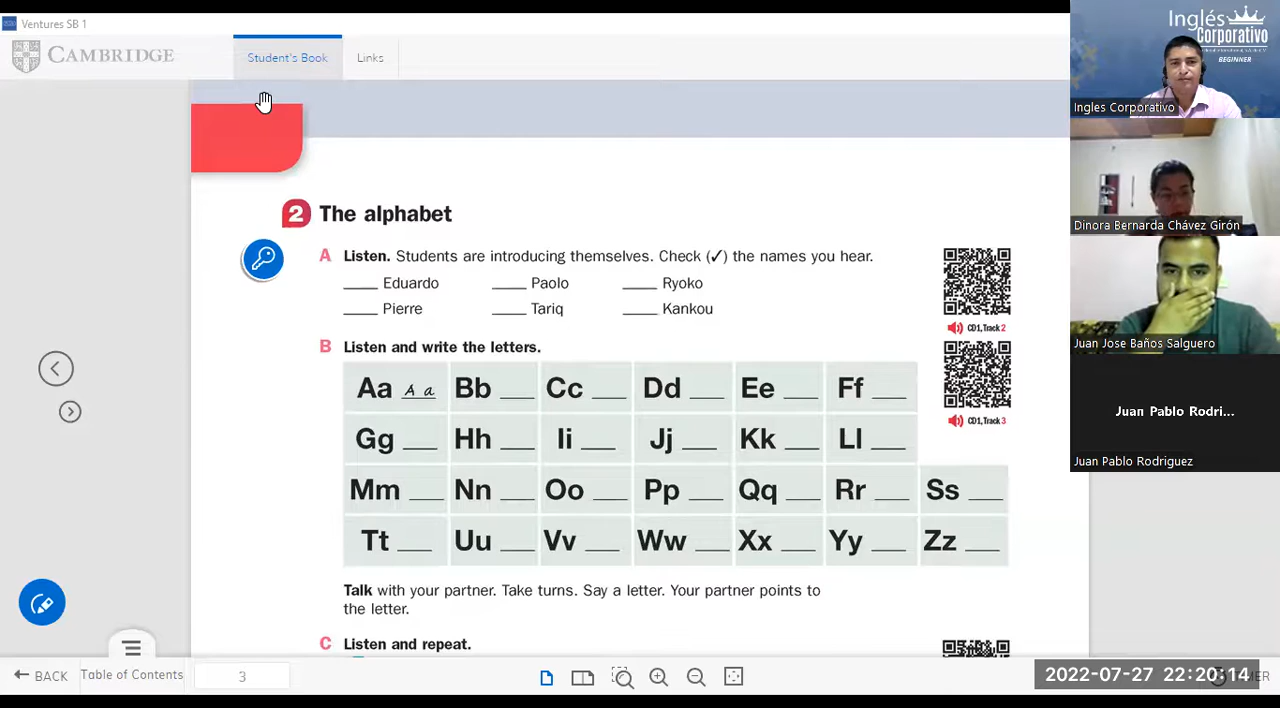 Ventures SB 1
CAMBRIDGE
Student's Book
Links
2 The alphabet
A Listen. Students are introducing themselves. Check (✓) the names you hear.
____ Eduardo ____ Paolo ____ Ryoko
____ Pierre ____ Tariq ____ Kankou
CD1, Track 2
B Listen and write the letters.
Aa A a Bb ___ Cc ___ Dd ___ Ee ___ Ff ___
Gg ___ Hh ___ Ii ___ Jj ___ Kk ___ Ll ___
CD1, Track 3
Mm ___ Nn ___ Oo ___ Pp ___ Qq ___ Rr ___ Ss ___
Tt ___ Uu ___ Vv ___ Ww ___ Xx ___ Yy ___ Zz ___
Talk with your partner. Take turns. Say a letter. Your partner points to
the letter.
C Listen and repeat.
BACK
Table of Contents
3
2022-07-27 22:20:14
Inglés
Corporativo
BEGINNER
Ingles Corporativo
Dinora Bernarda Chávez Girón
Juan Jose Baños Salguero
Juan Pablo Rodri...
Juan Pablo Rodriguez